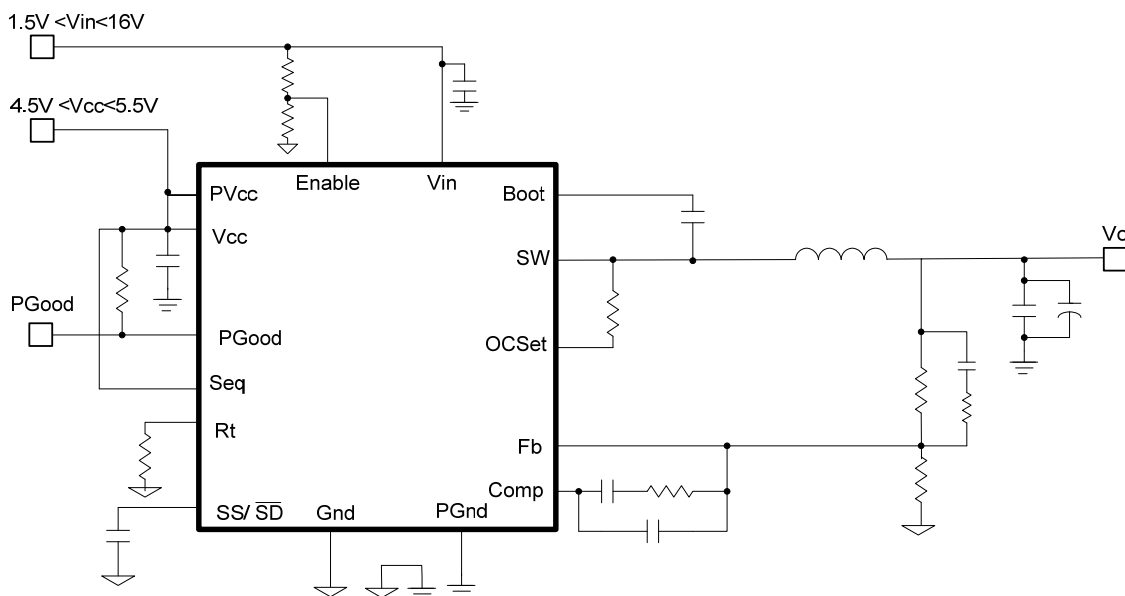 1.5V <Vin<16V
4.5V <Vcc<5.5V
Enable
Vin
PVcc
Boot
Vcc
Vo
SW
PGood
PGood
OCSet
Seq
Rt
Fb
Comp
SS/ SD
Gnd
PGnd